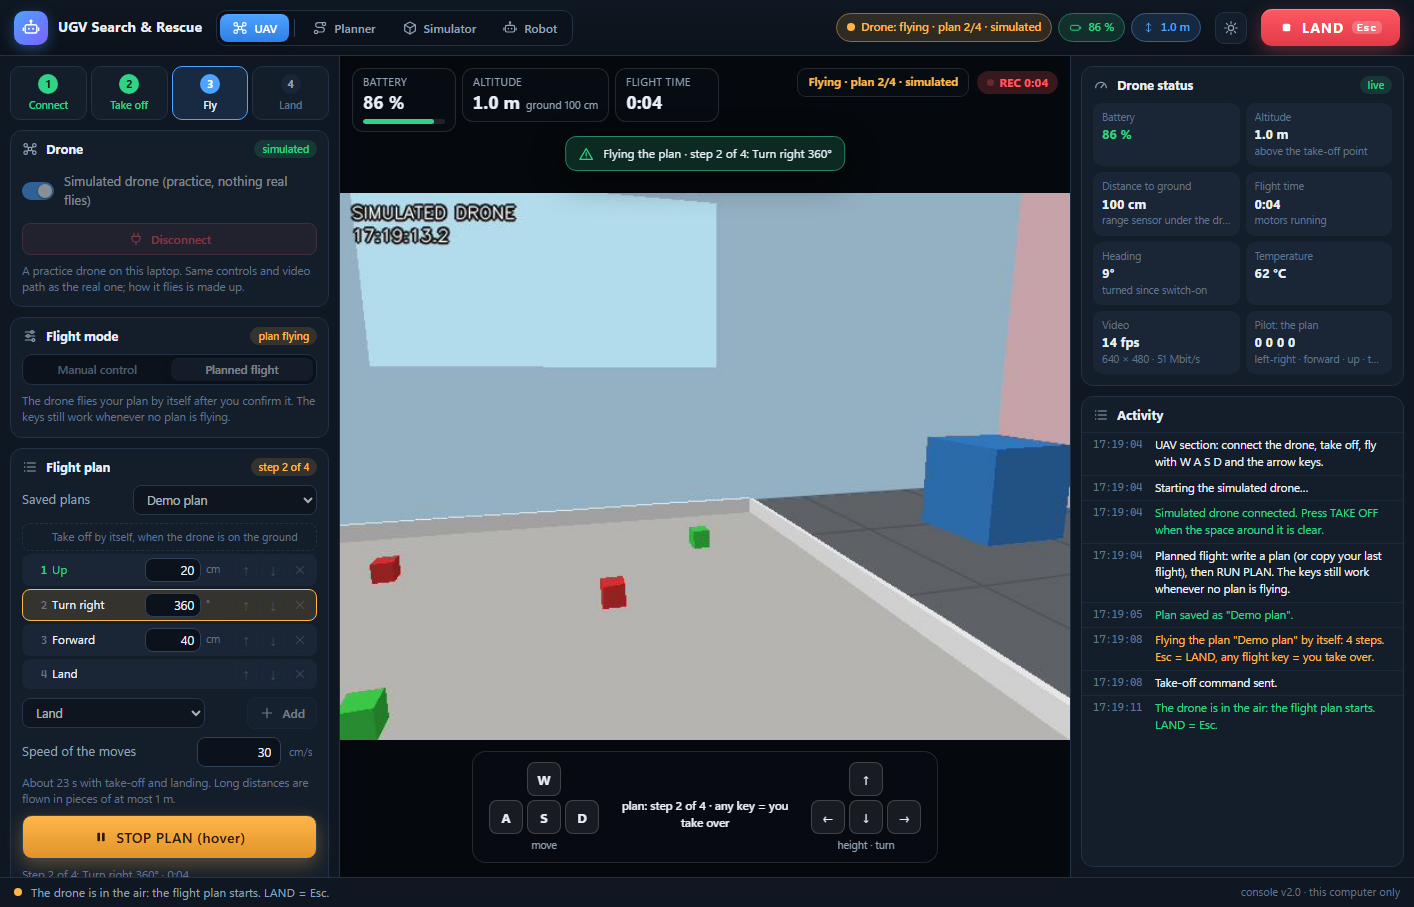 UGV Search & Rescue
UAV
Planner
Simulator
Robot
Drone: flying · plan 2/4 · simulated
86 %
↕ 1.0 m
LAND Esc
1 Connect
2 Take off
3 Fly
4 Land
Drone
simulated
Simulated drone (practice, nothing real
flies)
Disconnect
A practice drone on this laptop. Same controls and video
path as the real one; how it flies is made up.
Flight mode
plan flying
Manual control
Planned flight
The drone flies your plan by itself after you confirm it. The
keys still work whenever no plan is flying.
Flight plan
step 2 of 4
Saved plans
Demo plan
Take off by itself, when the drone is on the ground
1 Up 20 cm ↑ ↓ ×
2 Turn right 360 ° ↑ ↓ ×
3 Forward 40 cm ↑ ↓ ×
4 Land ↑ ↓ ×
Land
+ Add
Speed of the moves 30 cm/s
About 23 s with take-off and landing. Long distances are
flown in pieces of at most 1 m.
STOP PLAN (hover)
Step 2 of 4: Turn right 360° · 0:04
BATTERY
86 %
ALTITUDE
1.0 m ground 100 cm
FLIGHT TIME
0:04
Flying · plan 2/4 · simulated
REC 0:04
Flying the plan · step 2 of 4: Turn right 360°
SIMULATED DRONE
17:19:13.2
W
A S D
move
plan: step 2 of 4 · any key = you
take over
↑
← ↓ →
height · turn
Drone status
live
Battery
86 %
Altitude
1.0 m
above the take-off point
Distance to ground
100 cm
range sensor under the dr...
Flight time
0:04
motors running
Heading
9°
turned since switch-on
Temperature
62 °C
Video
14 fps
640 × 480 · 51 Mbit/s
Pilot: the plan
0 0 0 0
left-right · forward · up · t...
Activity
17:19:04 UAV section: connect the drone, take off, fly
with W A S D and the arrow keys.
17:19:04 Starting the simulated drone...
17:19:04 Simulated drone connected. Press TAKE OFF
when the space around it is clear.
17:19:04 Planned flight: write a plan (or copy your last
flight), then RUN PLAN. The keys still work
whenever no plan is flying.
17:19:05 Plan saved as "Demo plan".
17:19:08 Flying the plan "Demo plan" by itself: 4 steps.
Esc = LAND, any flight key = you take over.
17:19:08 Take-off command sent.
17:19:11 The drone is in the air: the flight plan starts.
LAND = Esc.
The drone is in the air: the flight plan starts. LAND = Esc.
console v2.0 · this computer only